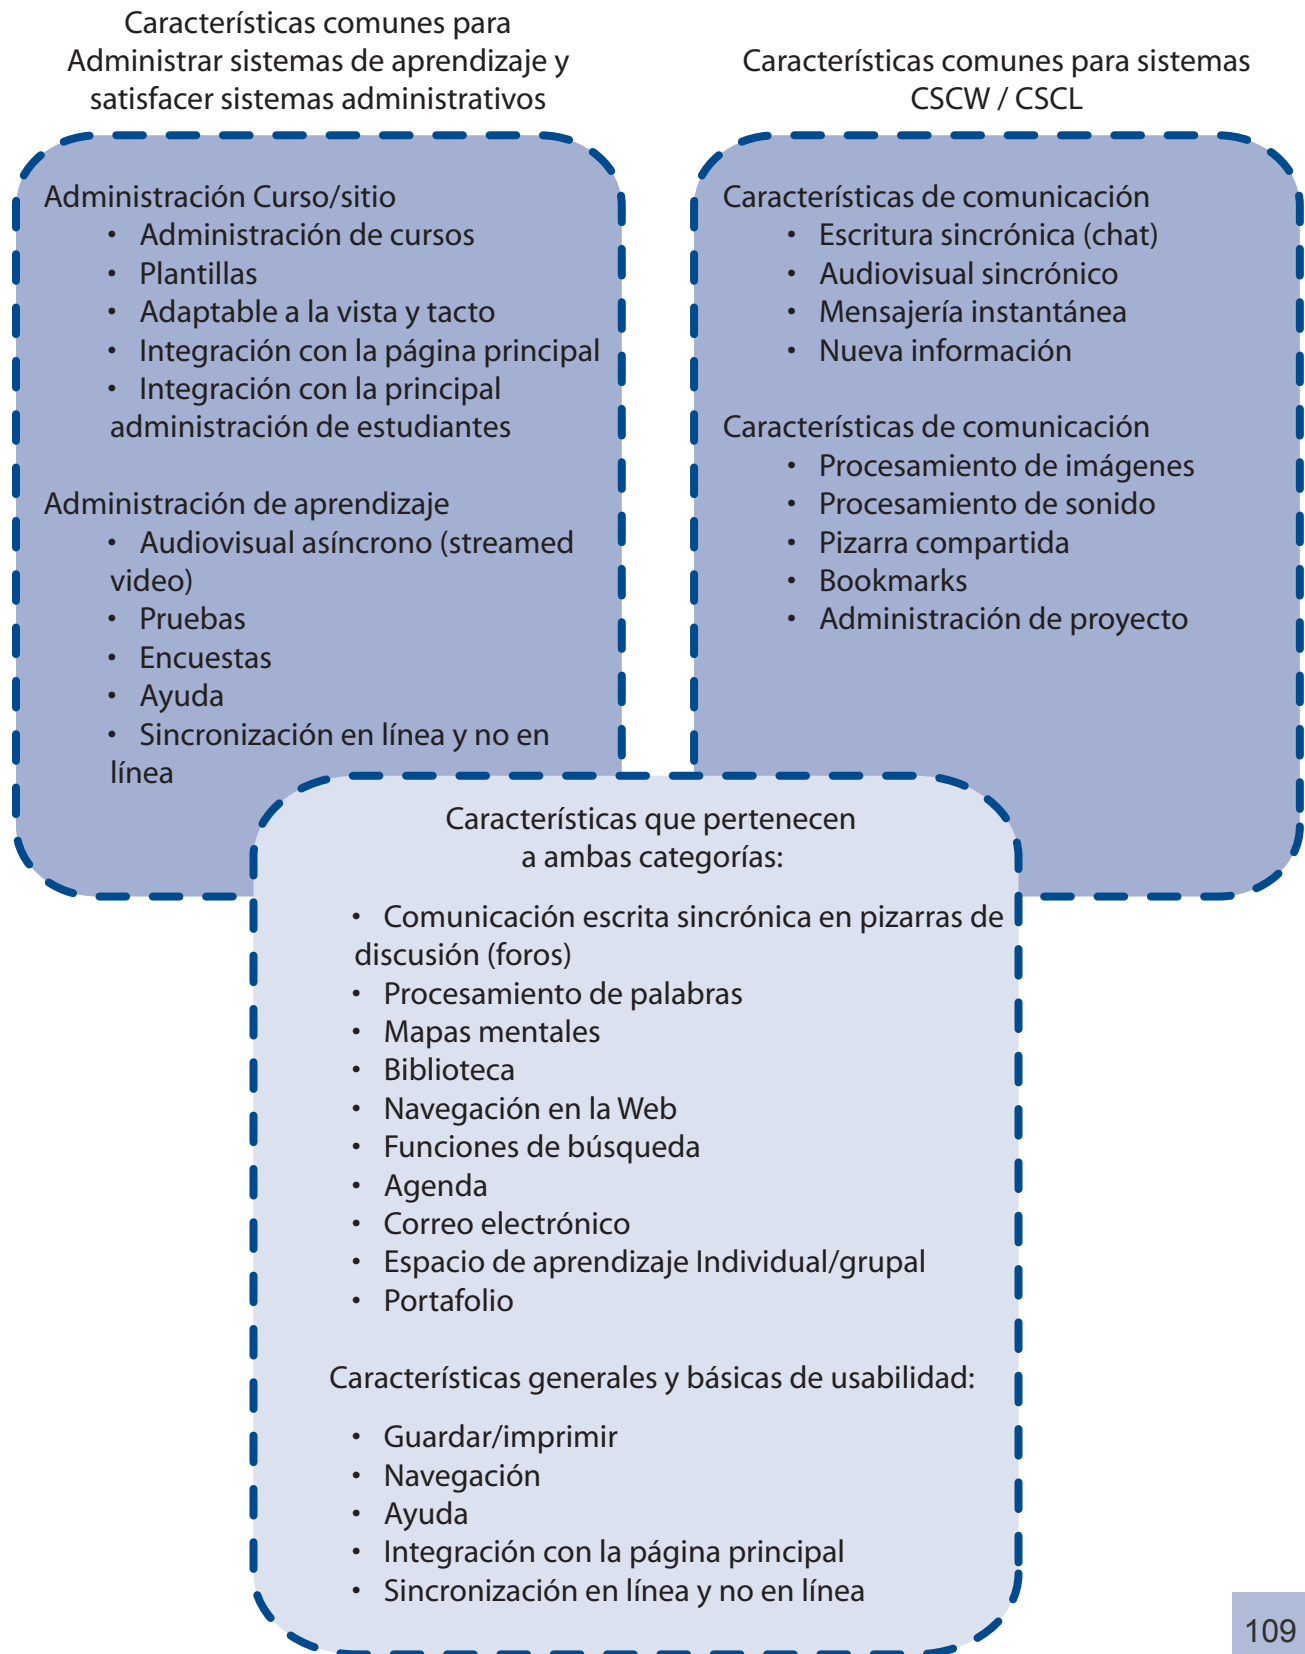 Características comunes para
Administrar sistemas de aprendizaje y
satisfacer sistemas administrativos
Administración Curso/sitio
• Administración de cursos
• Plantillas
• Adaptable a la vista y tacto
• Integración con la página principal
• Integración con la principal
administración de estudiantes
Administración de aprendizaje
• Audiovisual asíncrono (streamed
video)
• Pruebas
• Encuestas
• Ayuda
• Sincronización en línea y no en
línea
Características comunes para sistemas
CSCW / CSCL
Características de comunicación
• Escritura sincrónica (chat)
• Audiovisual sincrónico
• Mensajería instantánea
• Nueva información
Características de comunicación
• Procesamiento de imágenes
• Procesamiento de sonido
• Pizarra compartida
• Bookmarks
• Administración de proyecto
Características que pertenecen
a ambas categorías:
• Comunicación escrita sincrónica en pizarras de
discusión (foros)
• Procesamiento de palabras
• Mapas mentales
• Biblioteca
• Navegación en la Web
• Funciones de búsqueda
• Agenda
• Correo electrónico
• Espacio de aprendizaje Individual/grupal
• Portafolio
Características generales y básicas de usabilidad:
• Guardar/imprimir
• Navegación
• Ayuda
• Integración con la página principal
• Sincronización en línea y no en línea
109